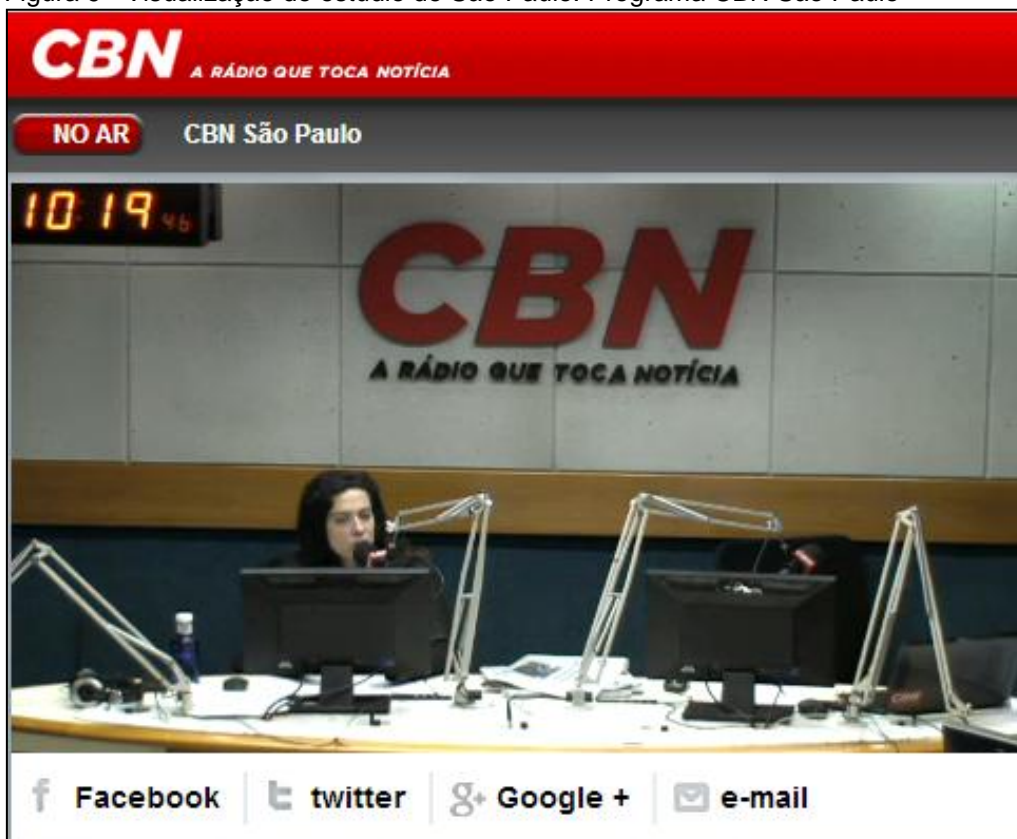 CBN A RÁDIO QUE TOCA NOTÍCIA
NO AR CBN São Paulo
10:19 46
CBN
A RÁDIO QUE TOCA NOTÍCIA
Facebook twitter Google + e-mail